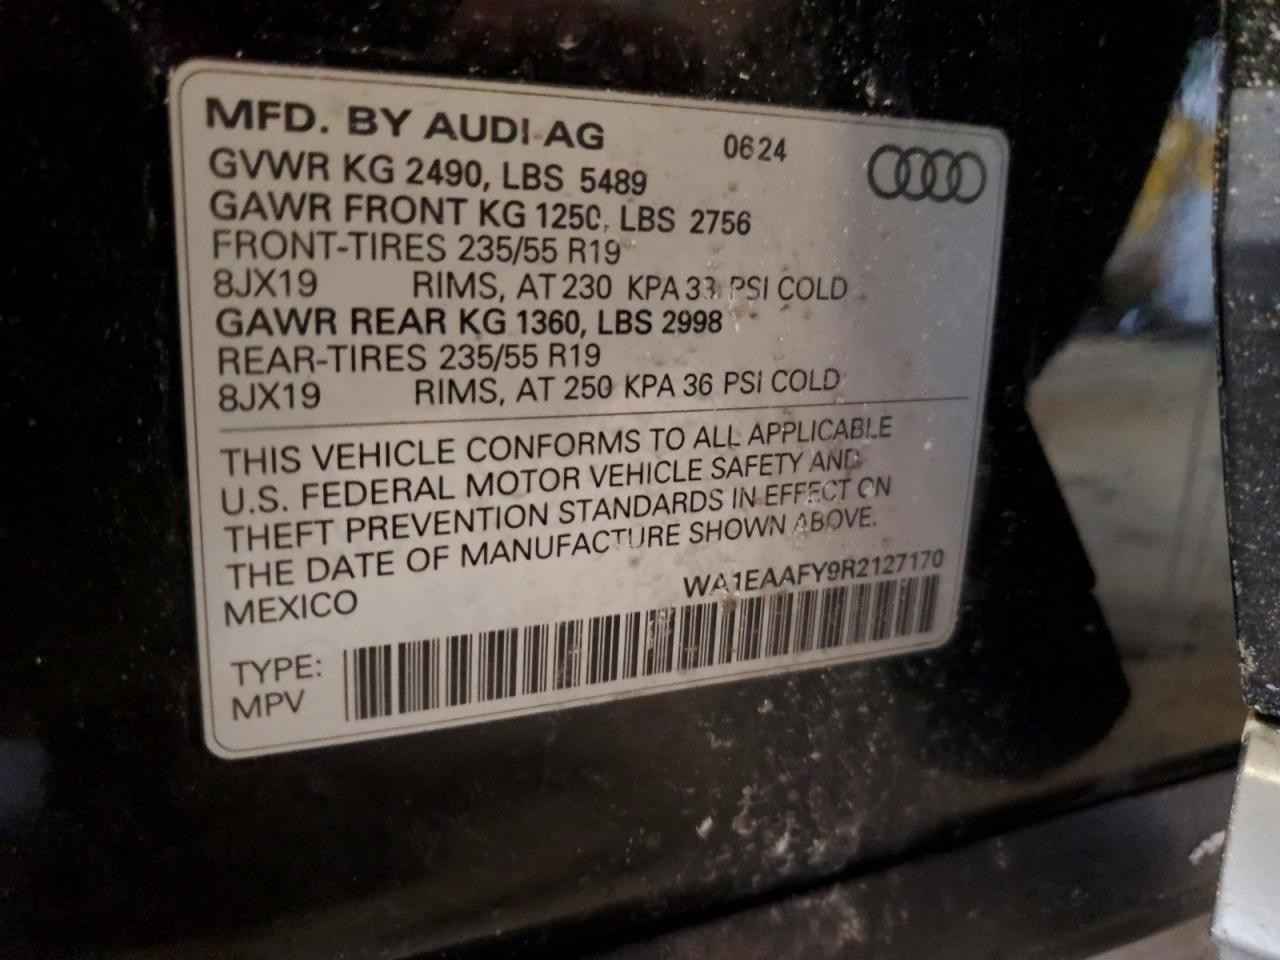 MFD. BY AUDI AG 0624
GVWR KG 2490, LBS 5489
GAWR FRONT KG 1250, LBS 2756
FRONT-TIRES 235/55 R19
8JX19 RIMS, AT 230 KPA 33 PSI COLD
GAWR REAR KG 1360, LBS 2998
REAR-TIRES 235/55 R19
8JX19 RIMS, AT 250 KPA 36 PSI COLD
THIS VEHICLE CONFORMS TO ALL APPLICABLE
U.S. FEDERAL MOTOR VEHICLE SAFETY AND
THEFT PREVENTION STANDARDS IN EFFECT ON
THE DATE OF MANUFACTURE SHOWN ABOVE.
MEXICO WA1EAAFY9R2127170
TYPE:
MPV